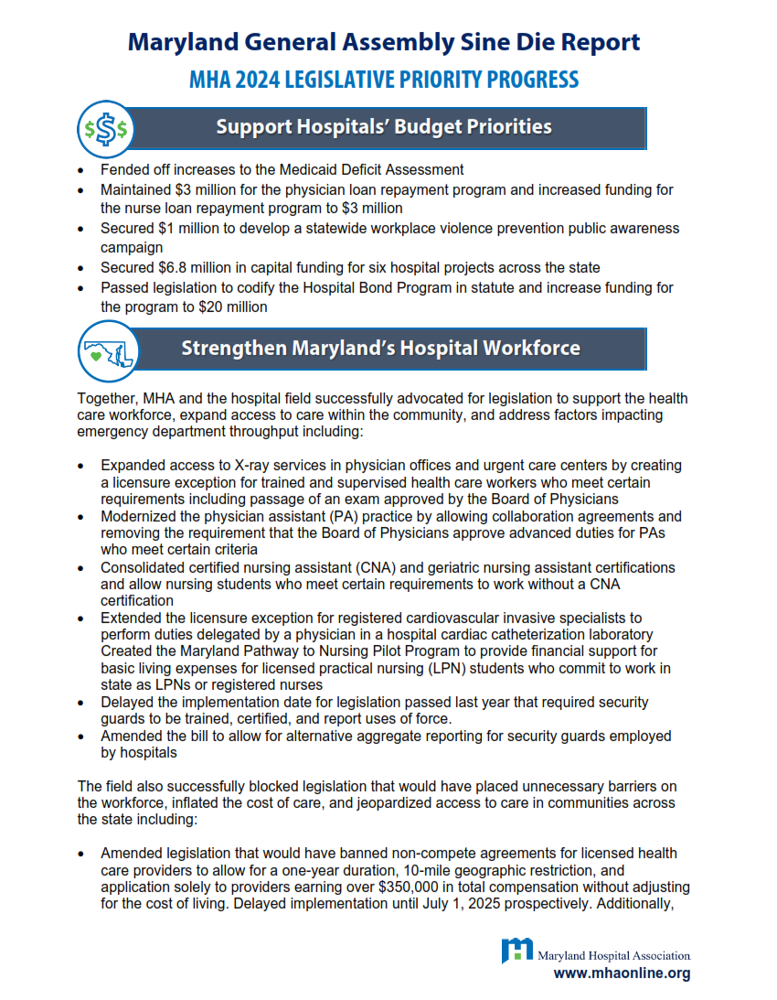 Maryland General Assembly Sine Die Report
MHA 2024 LEGISLATIVE PRIORITY PROGRESS
$ $ $
Support Hospitals’ Budget Priorities
• Fended off increases to the Medicaid Deficit Assessment
• Maintained $3 million for the physician loan repayment program and increased funding for
the nurse loan repayment program to $3 million
• Secured $1 million to develop a statewide workplace violence prevention public awareness
campaign
• Secured $6.8 million in capital funding for six hospital projects across the state
• Passed legislation to codify the Hospital Bond Program in statute and increase funding for
the program to $20 million
Strengthen Maryland’s Hospital Workforce
Together, MHA and the hospital field successfully advocated for legislation to support the health
care workforce, expand access to care within the community, and address factors impacting
emergency department throughput including:
• Expanded access to X-ray services in physician offices and urgent care centers by creating
a licensure exception for trained and supervised health care workers who meet certain
requirements including passage of an exam approved by the Board of Physicians
• Modernized the physician assistant (PA) practice by allowing collaboration agreements and
removing the requirement that the Board of Physicians approve advanced duties for PAs
who meet certain criteria
• Consolidated certified nursing assistant (CNA) and geriatric nursing assistant certifications
and allow nursing students who meet certain requirements to work without a CNA
certification
• Extended the licensure exception for registered cardiovascular invasive specialists to
perform duties delegated by a physician in a hospital cardiac catheterization laboratory
Created the Maryland Pathway to Nursing Pilot Program to provide financial support for
basic living expenses for licensed practical nursing (LPN) students who commit to work in
state as LPNs or registered nurses
• Delayed the implementation date for legislation passed last year that required security
guards to be trained, certified, and report uses of force.
• Amended the bill to allow for alternative aggregate reporting for security guards employed
by hospitals
The field also successfully blocked legislation that would have placed unnecessary barriers on
the workforce, inflated the cost of care, and jeopardized access to care in communities across
the state including:
• Amended legislation that would have banned non-compete agreements for licensed health
care providers to allow for a one-year duration, 10-mile geographic restriction, and
application solely to providers earning over $350,000 in total compensation without adjusting
for the cost of living. Delayed implementation until July 1, 2025 prospectively. Additionally,
Maryland Hospital Association
www.mhaonline.org